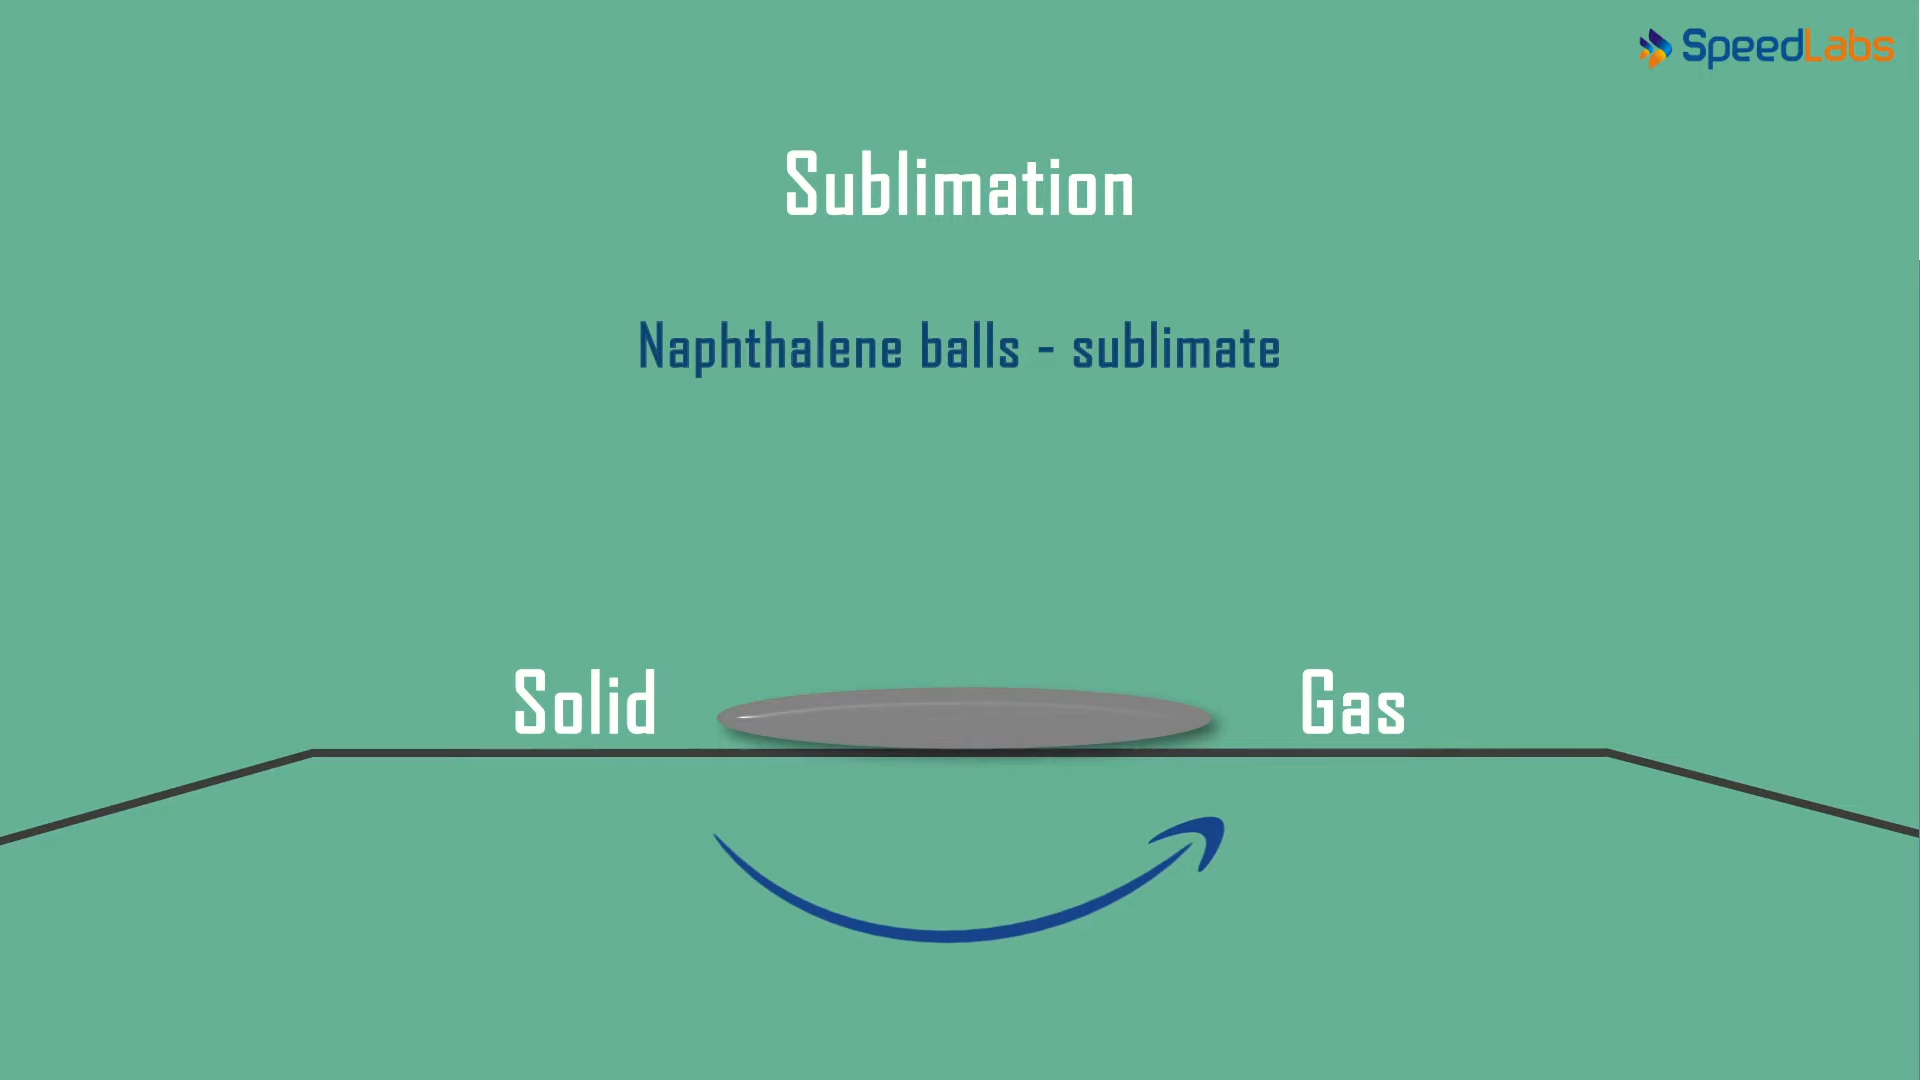 SpeedLabs
Sublimation
Naphthalene balls - sublimate
Solid
Gas